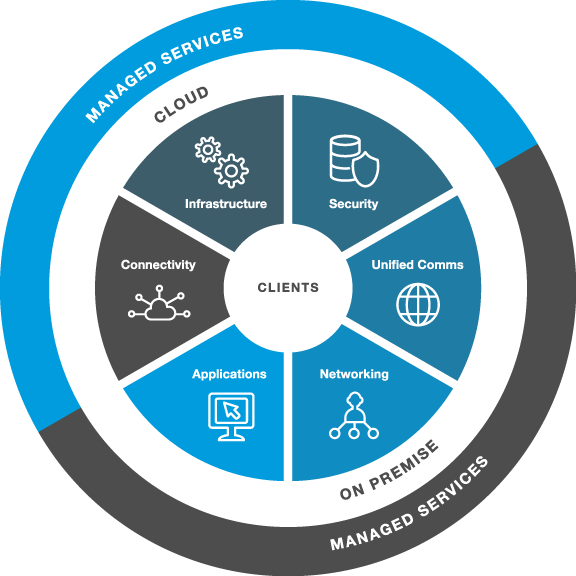 MANAGED SERVICES
CLOUD
Infrastructure
Security
Connectivity
Unified Comms
CLIENTS
Applications
Networking
ON PREMISE
MANAGED SERVICES